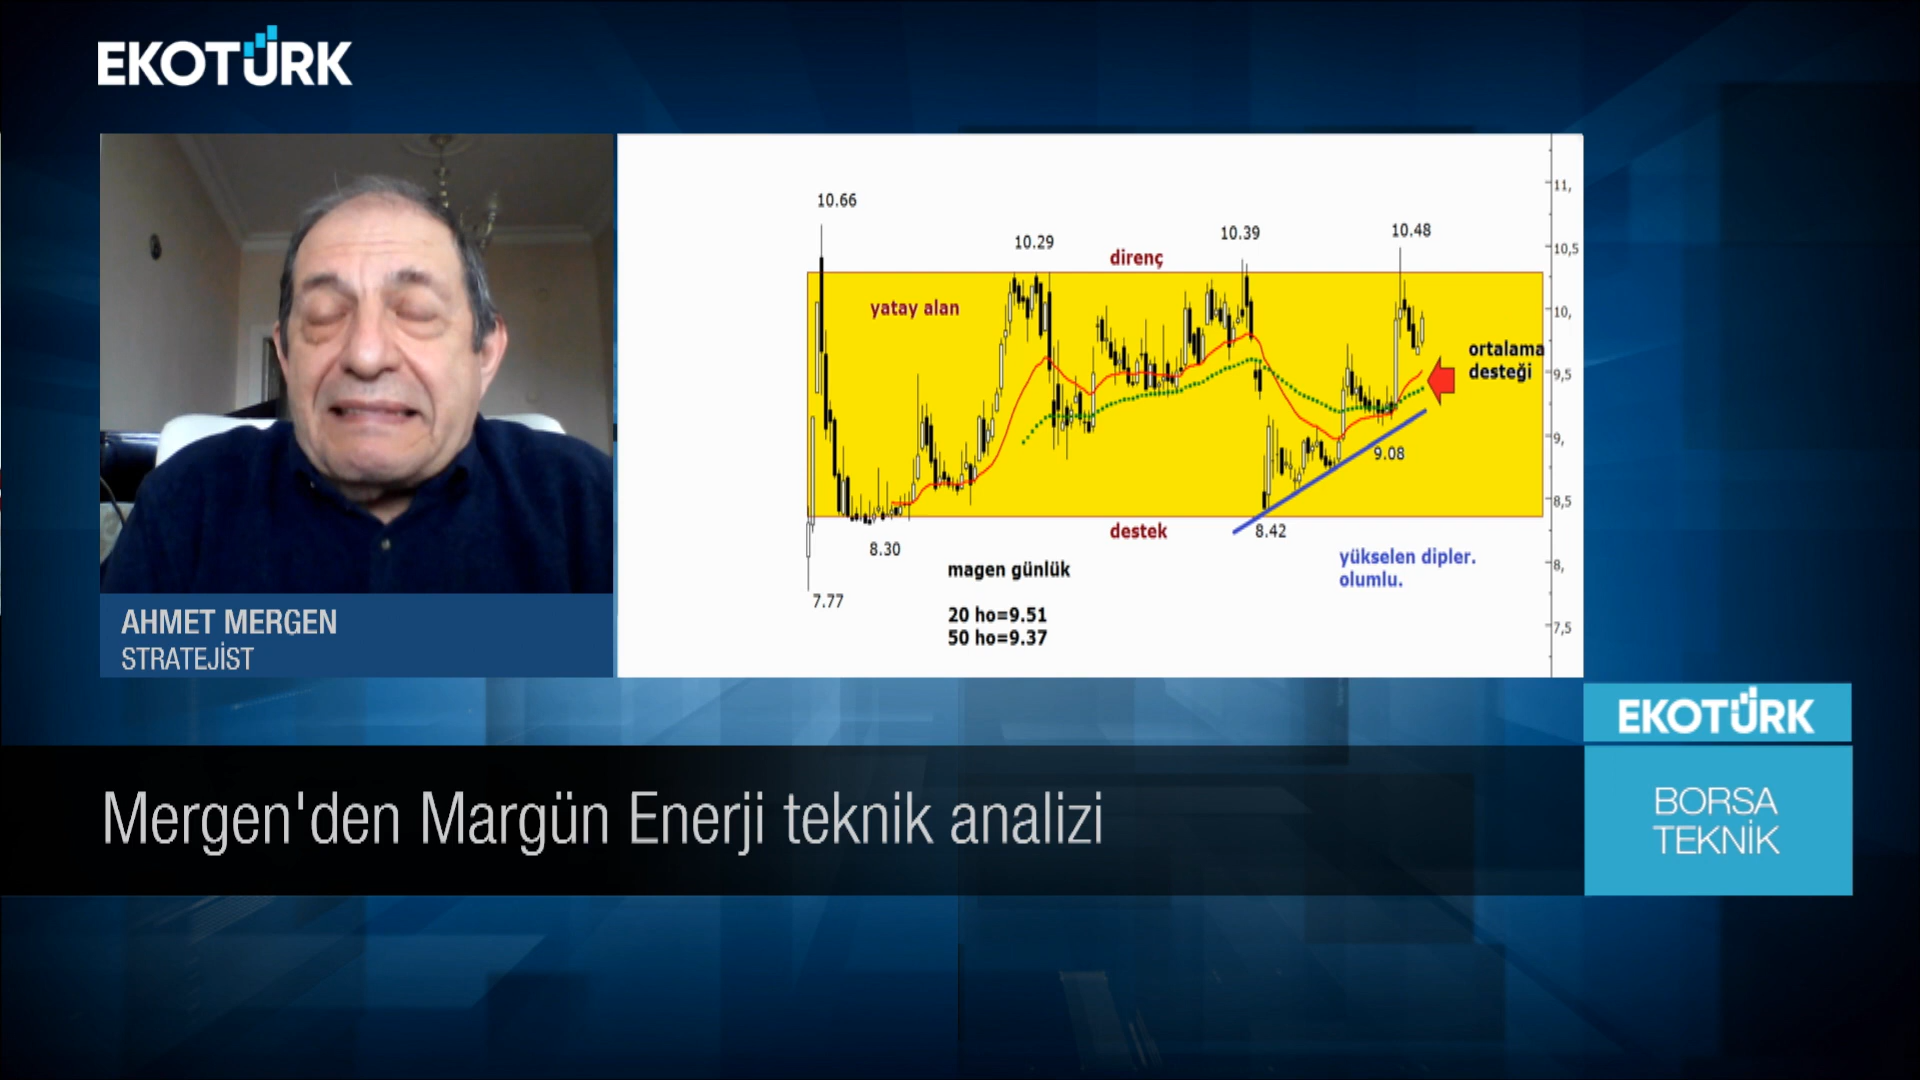 EKOTÜRK
10.66
10.29
10.39
10.48
direnç
yatay alan
ortalama
desteği
9.08
destek
8.42
8.30
7.77
yükselen dipler.
olumlu.
magen günlük
20 ho=9.51
50 ho=9.37
11,
10,5
10,
9,5
9,
8,5
8,
7,5
AHMET MERGEN
STRATEJİST
EKOTÜRK
Mergen'den Margün Enerji teknik analizi
BORSA
TEKNİK